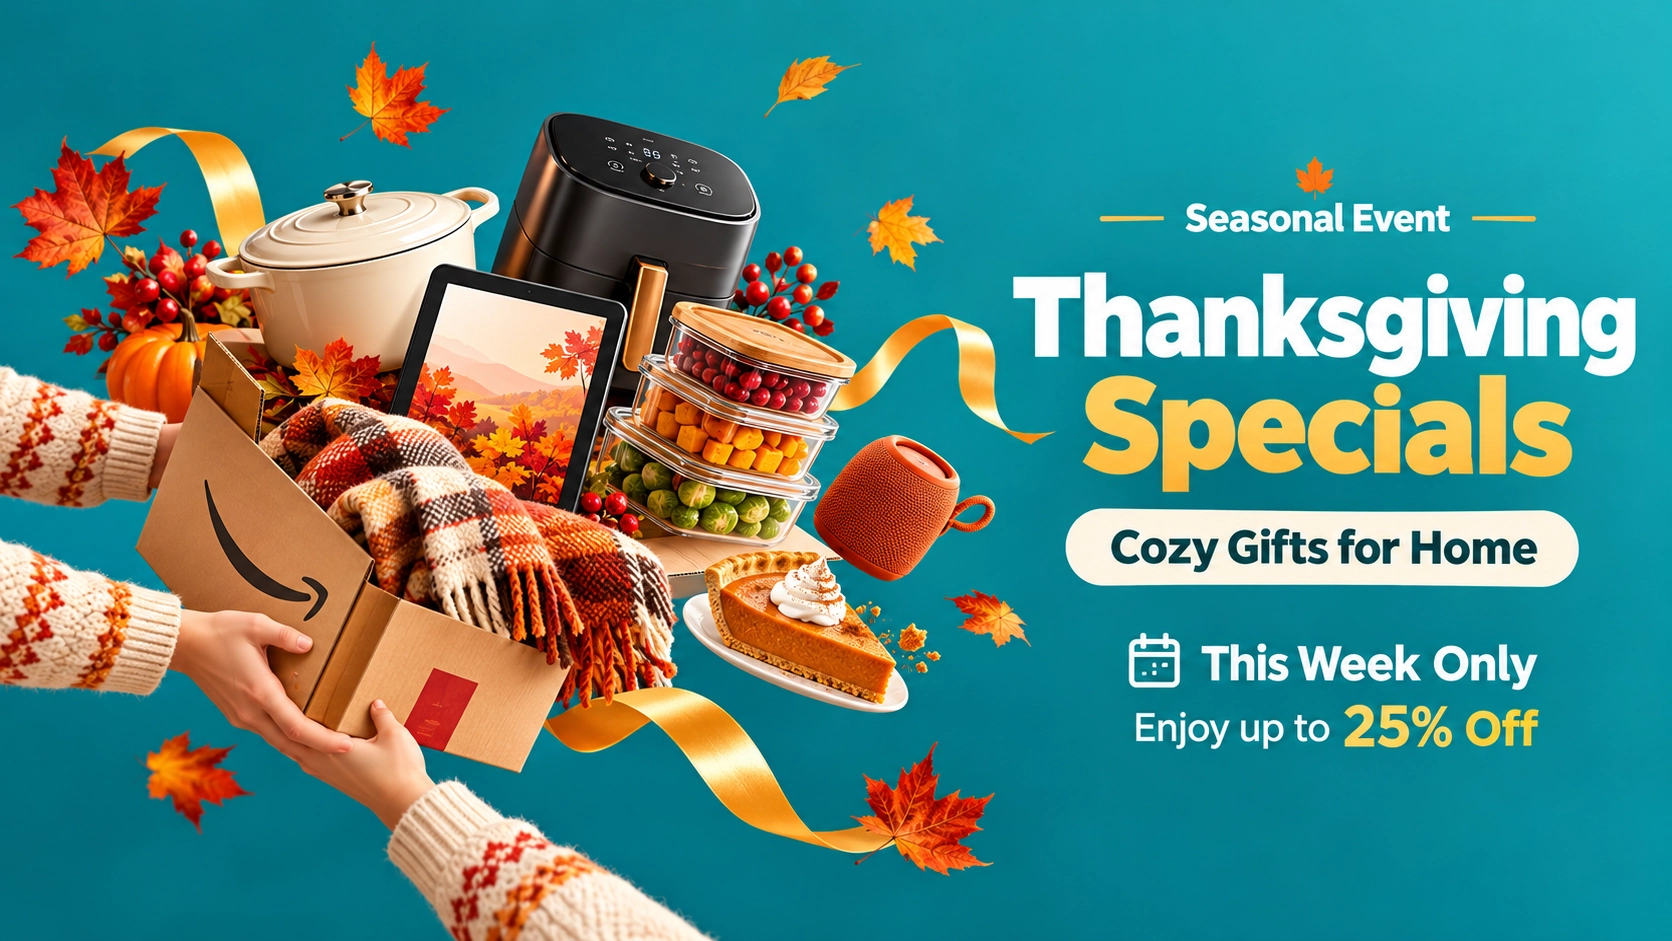 Seasonal Event
Thanksgiving
Specials
Cozy Gifts for Home
This Week Only
Enjoy up to 25% Off